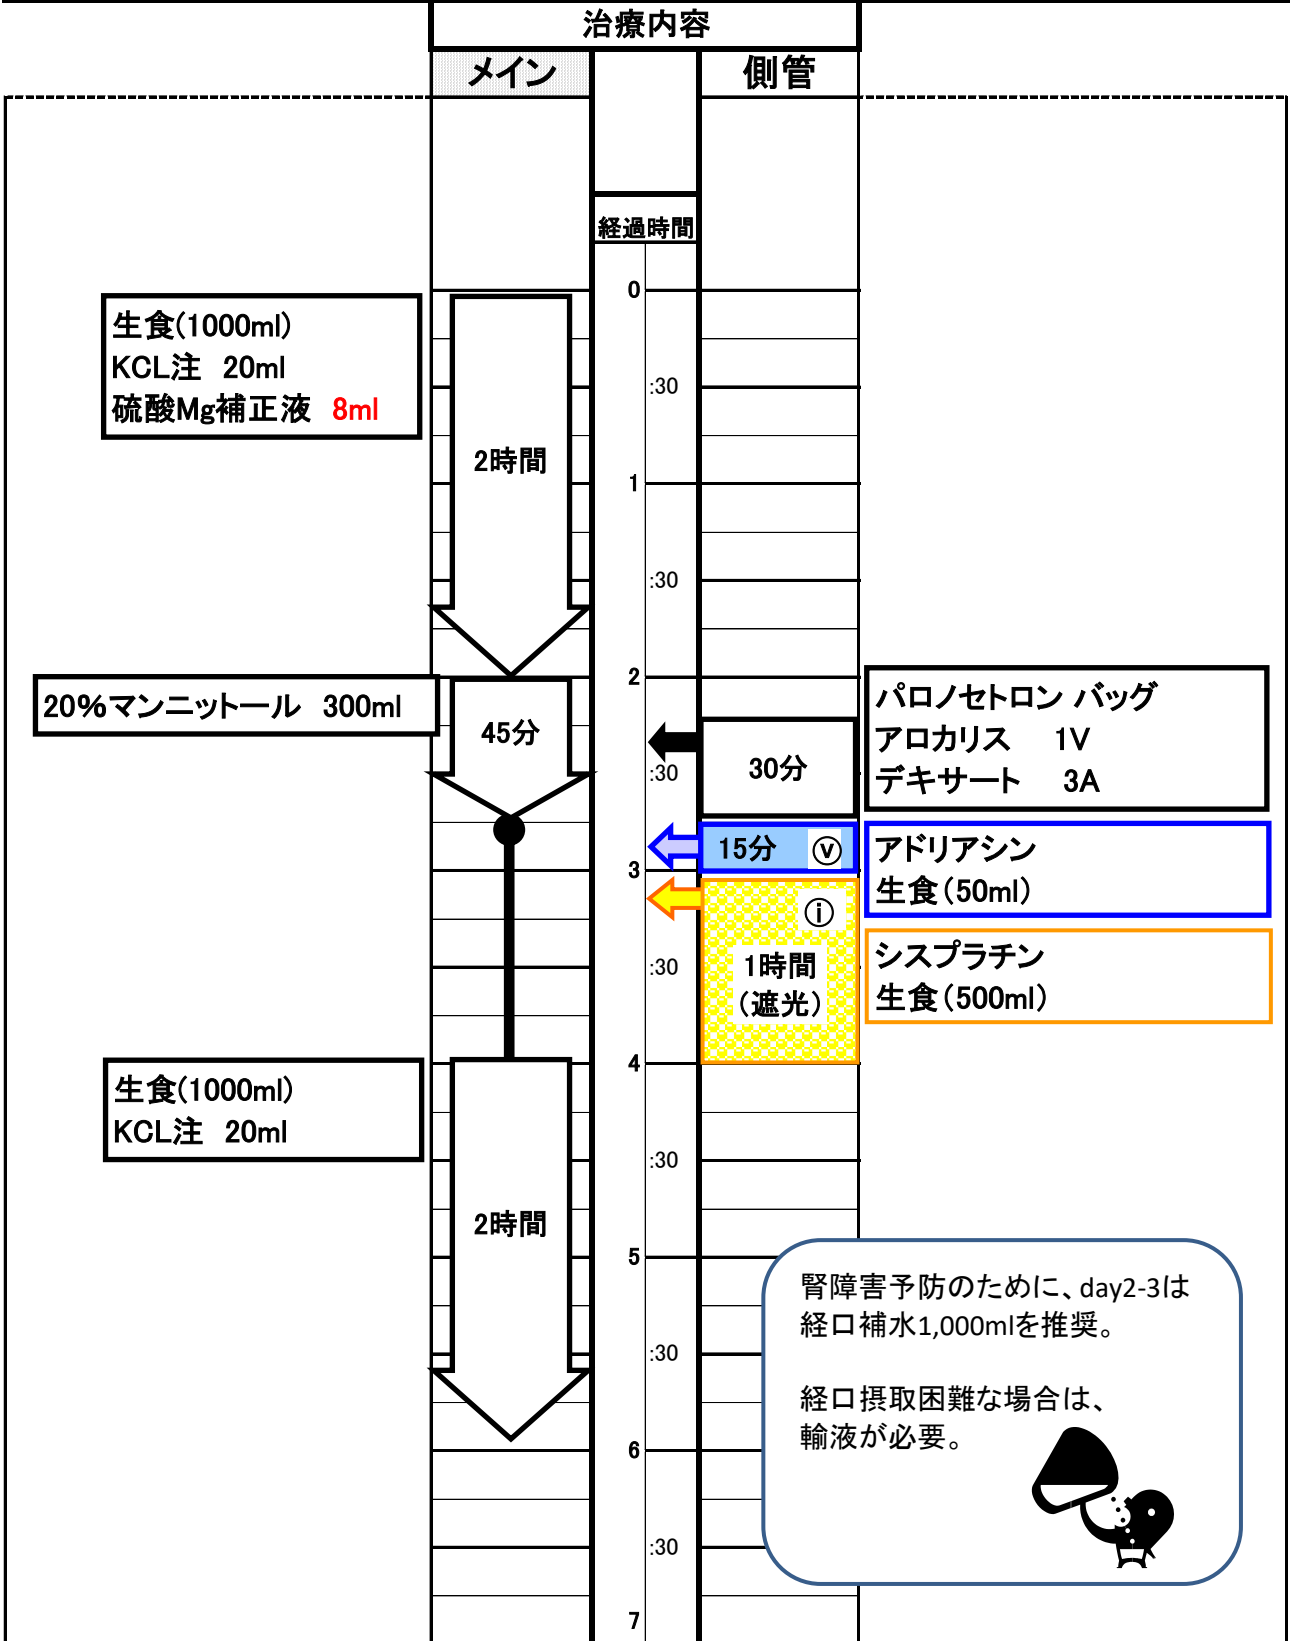 治療内容
メイン
側管
経過時間
0
生食(1000ml)
KCL注 20ml
硫酸Mg補正液 8ml
:30
2時間
1
:30
2
20%マンニットール 300ml
45分
:30
30分
パロノセトロン バッグ
アロカリス 1V
デキサート 3A
15分 ⓥ
アドリアシン
生食(50ml)
3
ⓘ
1時間
(遮光)
シスプラチン
生食(500ml)
:30
4
生食(1000ml)
KCL注 20ml
:30
2時間
5
:30
腎障害予防のために、day2-3は
経口補水1,000mlを推奨。
経口摂取困難な場合は、
輸液が必要。
6
:30
7